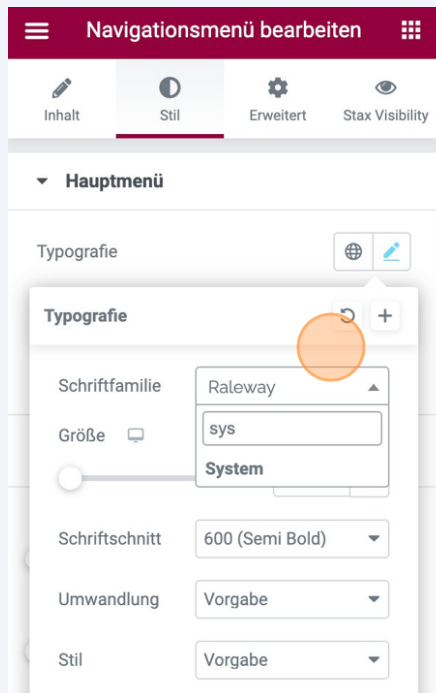 Navigationsmenü bearbeiten
Inhalt Stil Erweitert Stax Visibility
Hauptmenü
Typografie
Typografie
Schriftfamilie Raleway
sys
Größe
System
Schriftschnitt 600 (Semi Bold)
Umwandlung Vorgabe
Stil Vorgabe